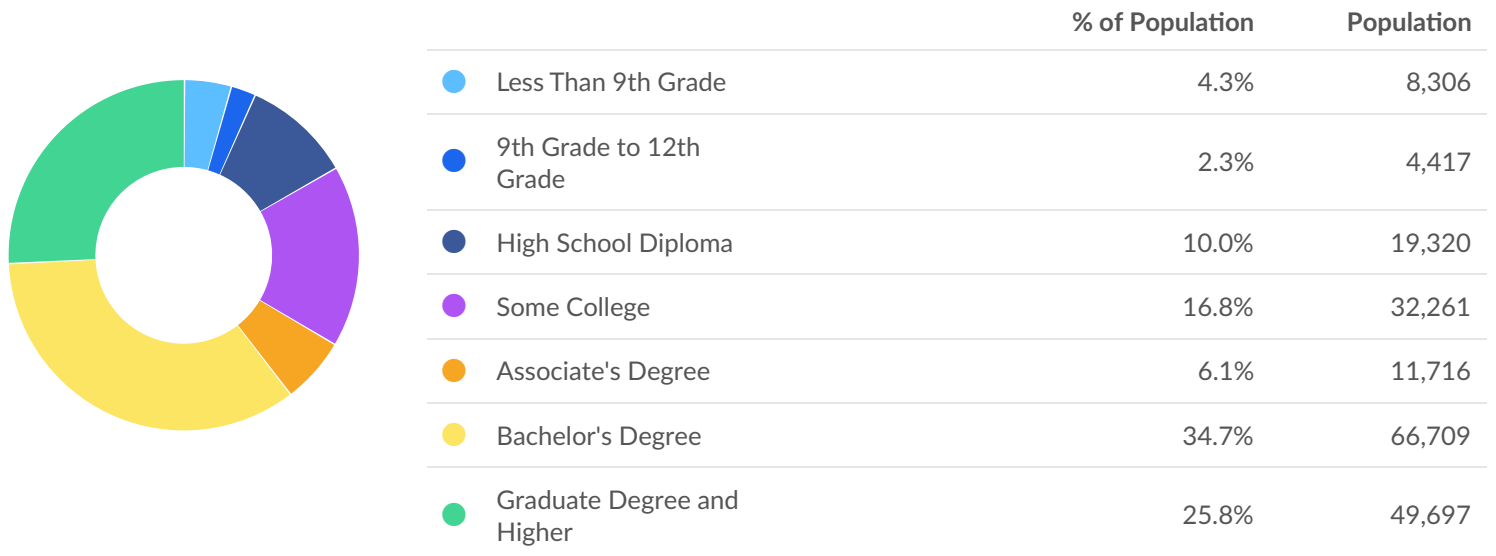 % of Population Population
Less Than 9th Grade 4.3% 8,306
9th Grade to 12th
Grade 2.3% 4,417
High School Diploma 10.0% 19,320
Some College 16.8% 32,261
Associate's Degree 6.1% 11,716
Bachelor's Degree 34.7% 66,709
Graduate Degree and
Higher 25.8% 49,697